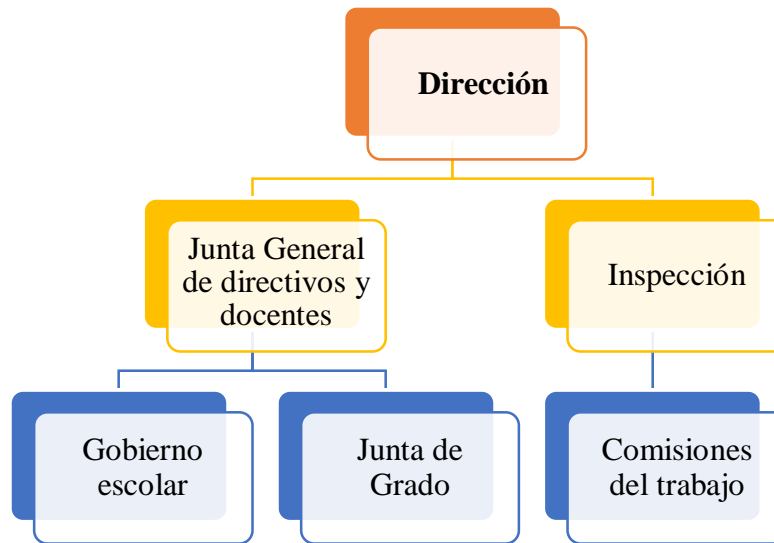 Dirección
Junta General
de directivos y
docentes
Inspección
Gobierno
escolar
Junta de
Grado
Comisiones
del trabajo